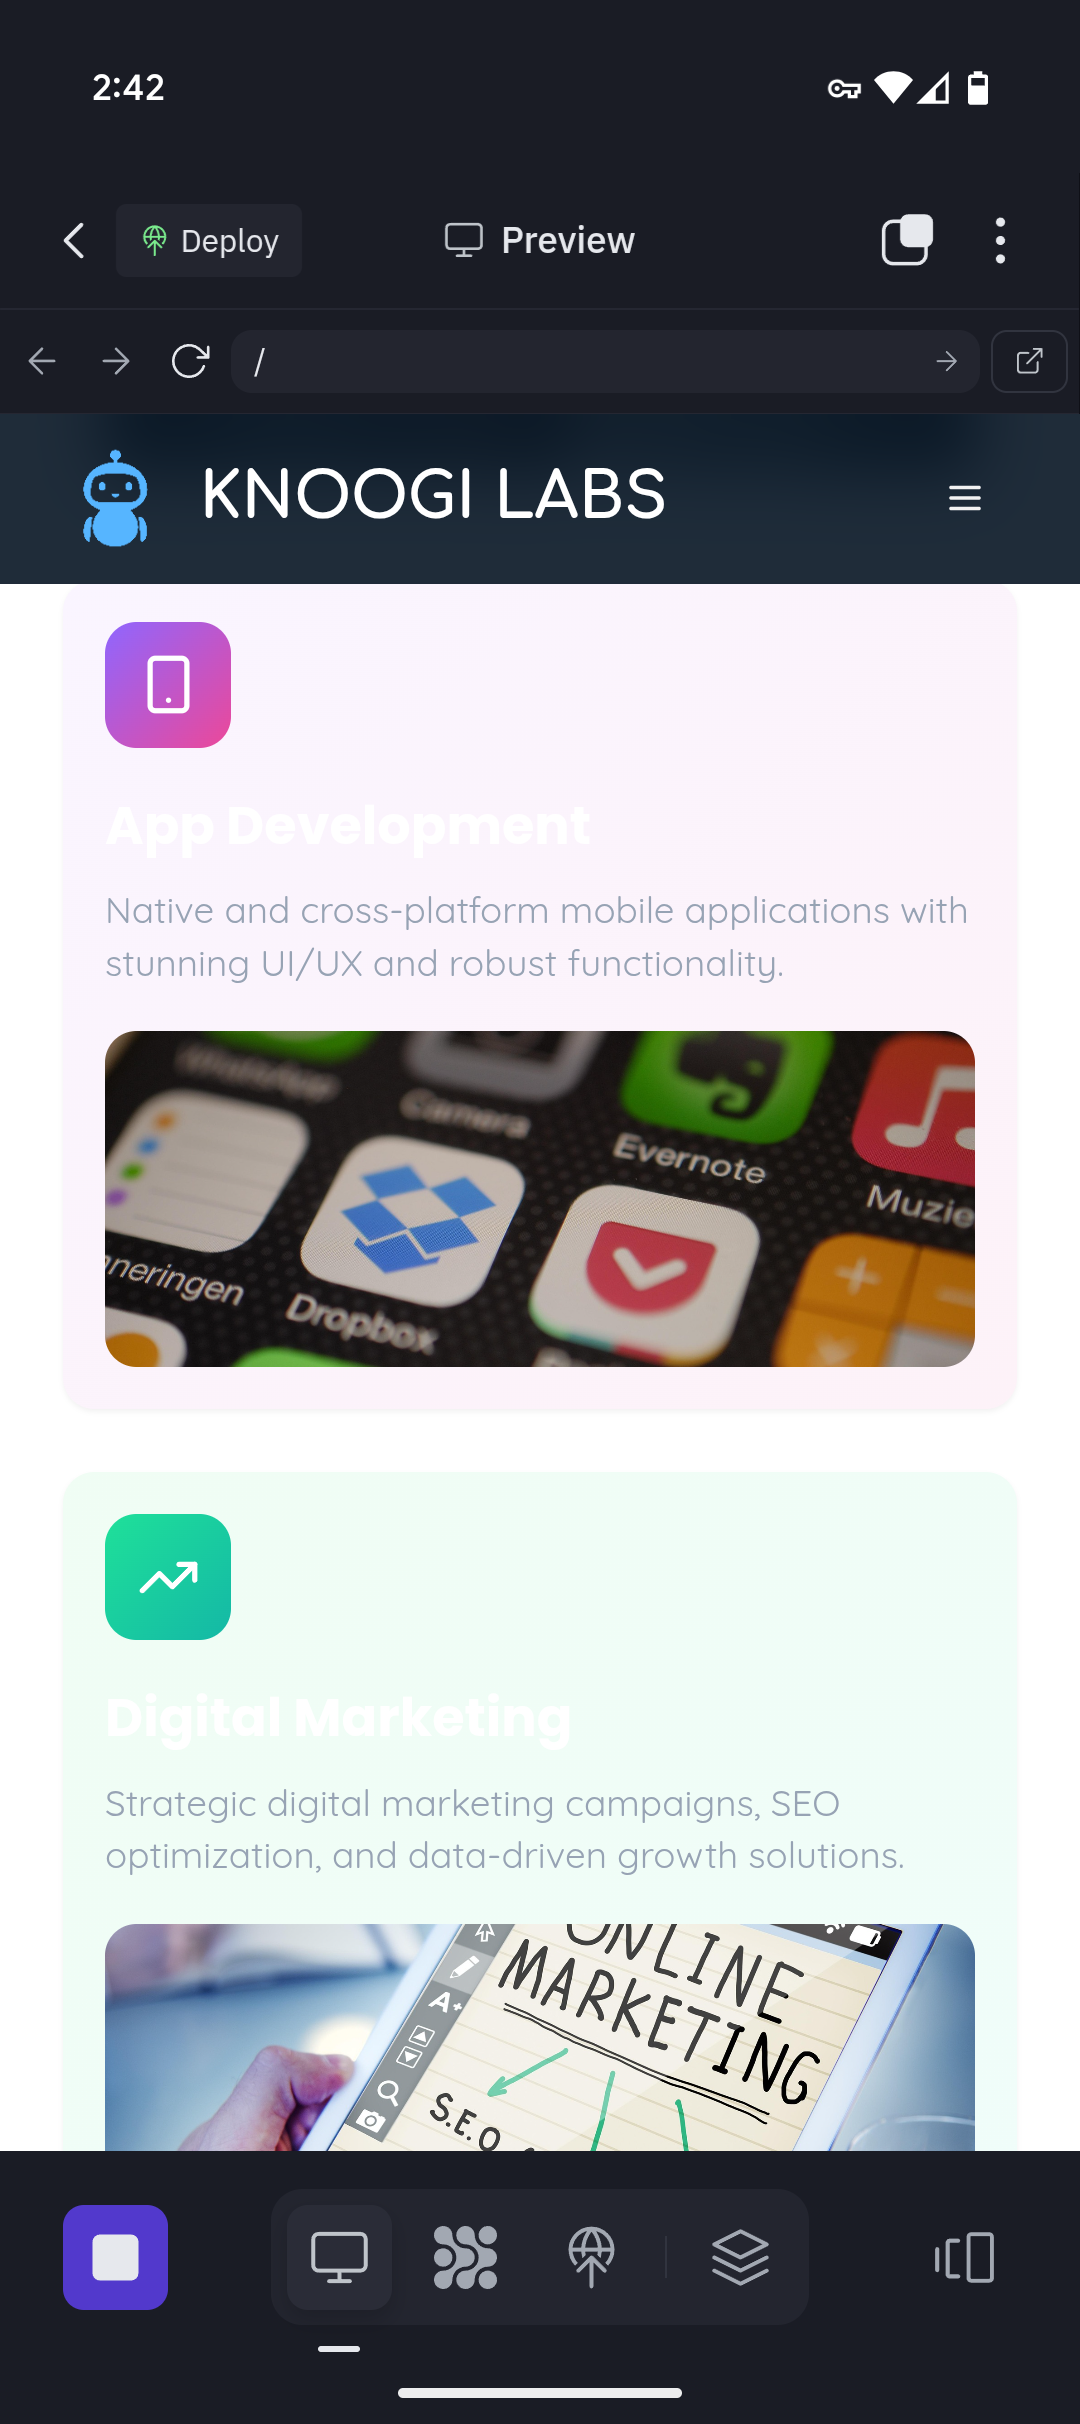 2:42
Deploy
Preview
/
KNOOGI LABS
App Development
Native and cross-platform mobile applications with
stunning UI/UX and robust functionality.
Camera
Evernote
Muzie
nneringen
Dropbox
Digital Marketing
Strategic digital marketing campaigns, SEO
optimization, and data-driven growth solutions.
ONLINE
MARKETING
A+
S.E.O